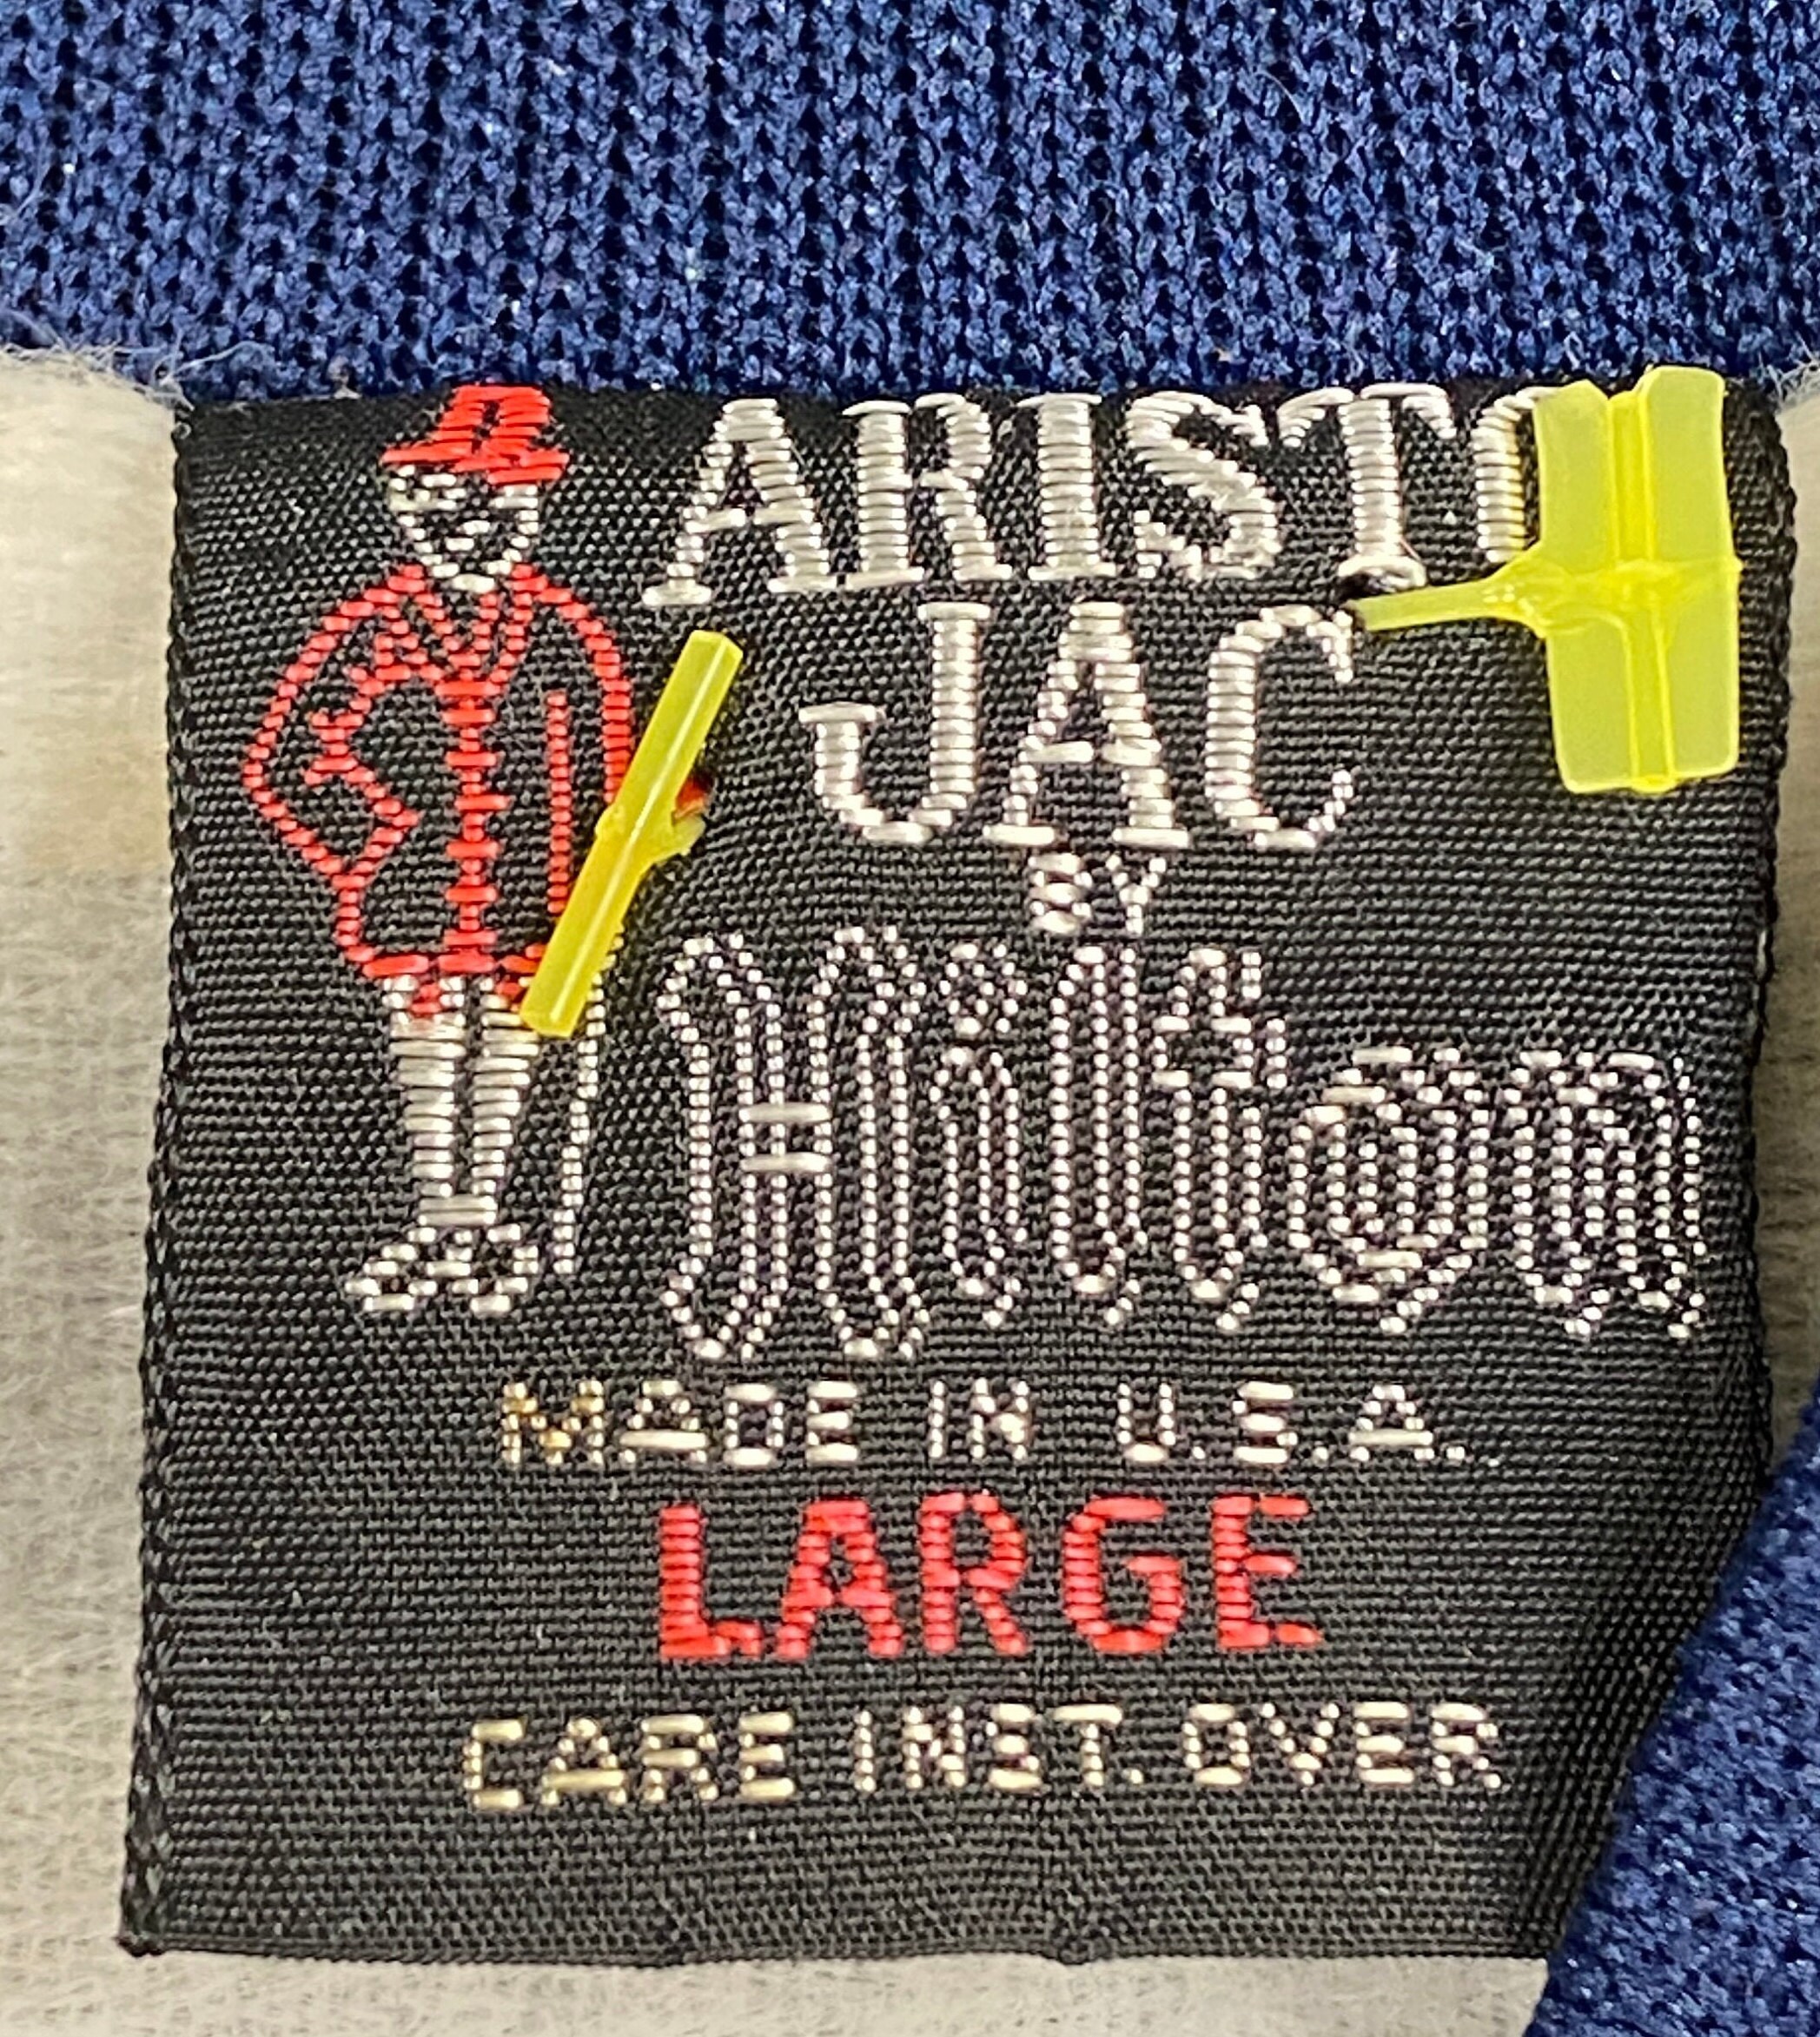 ARISTO
JAC
BY
Hilton
MADE IN U.S.A.
LARGE
CARE INST. OVER